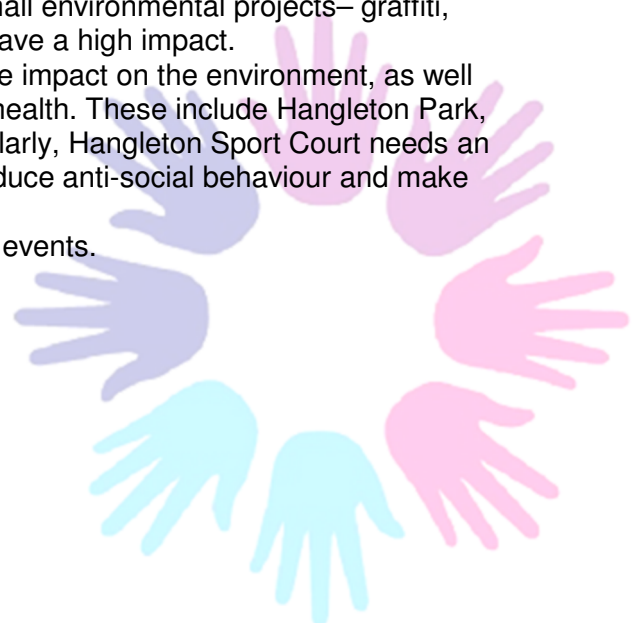 nall environmental projects– graffiti,
ave a high impact.
e impact on the environment, as well
health. These include Hangleton Park,
larly, Hangleton Sport Court needs an
duce anti-social behaviour and make
events.